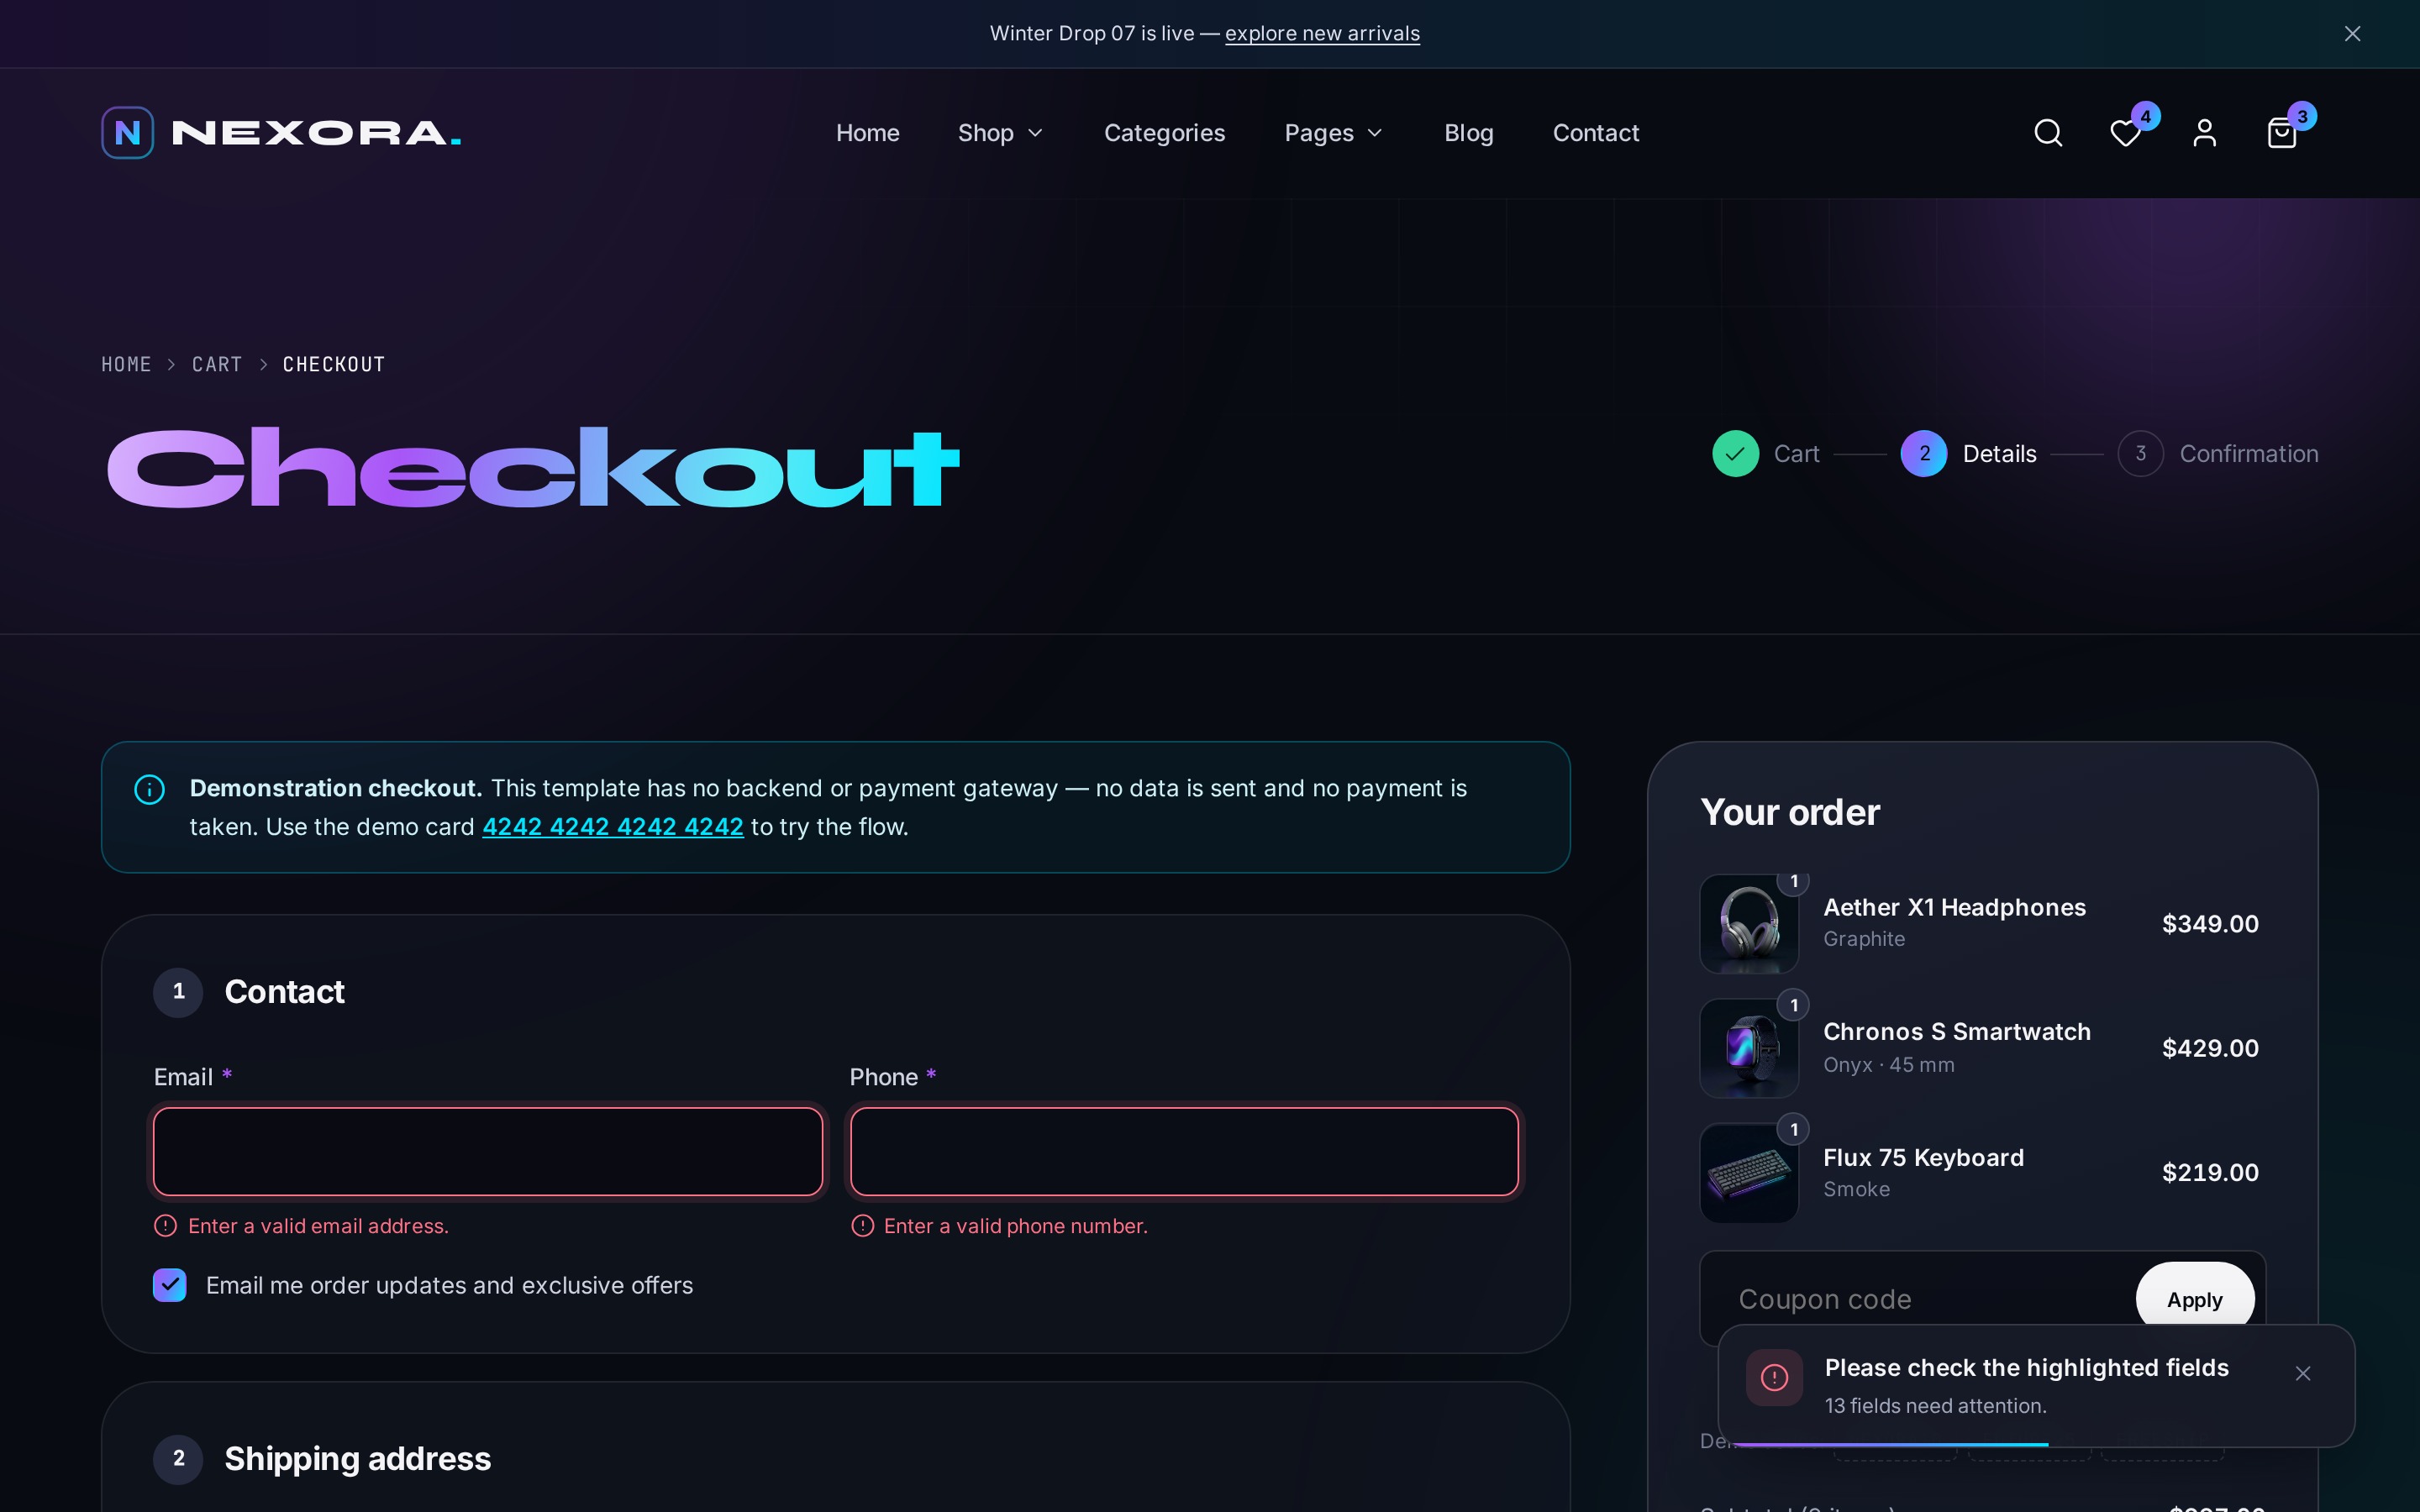 Winter Drop 07 is live — explore new arrivals
N NEXORA.
Home Shop Categories Pages Blog Contact
4
3
HOME > CART > CHECKOUT
Checkout
Cart 2 Details 3 Confirmation
Demonstration checkout. This template has no backend or payment gateway — no data is sent and no payment is
taken. Use the demo card 4242 4242 4242 4242 to try the flow.
1 Contact
Email *
Phone *
Enter a valid email address.
Enter a valid phone number.
Email me order updates and exclusive offers
2 Shipping address
Your order
1
Aether X1 Headphones
Graphite
$349.00
1
Chronos S Smartwatch
Onyx · 45 mm
$429.00
1
Flux 75 Keyboard
Smoke
$219.00
Coupon code
Apply
Please check the highlighted fields
13 fields need attention.